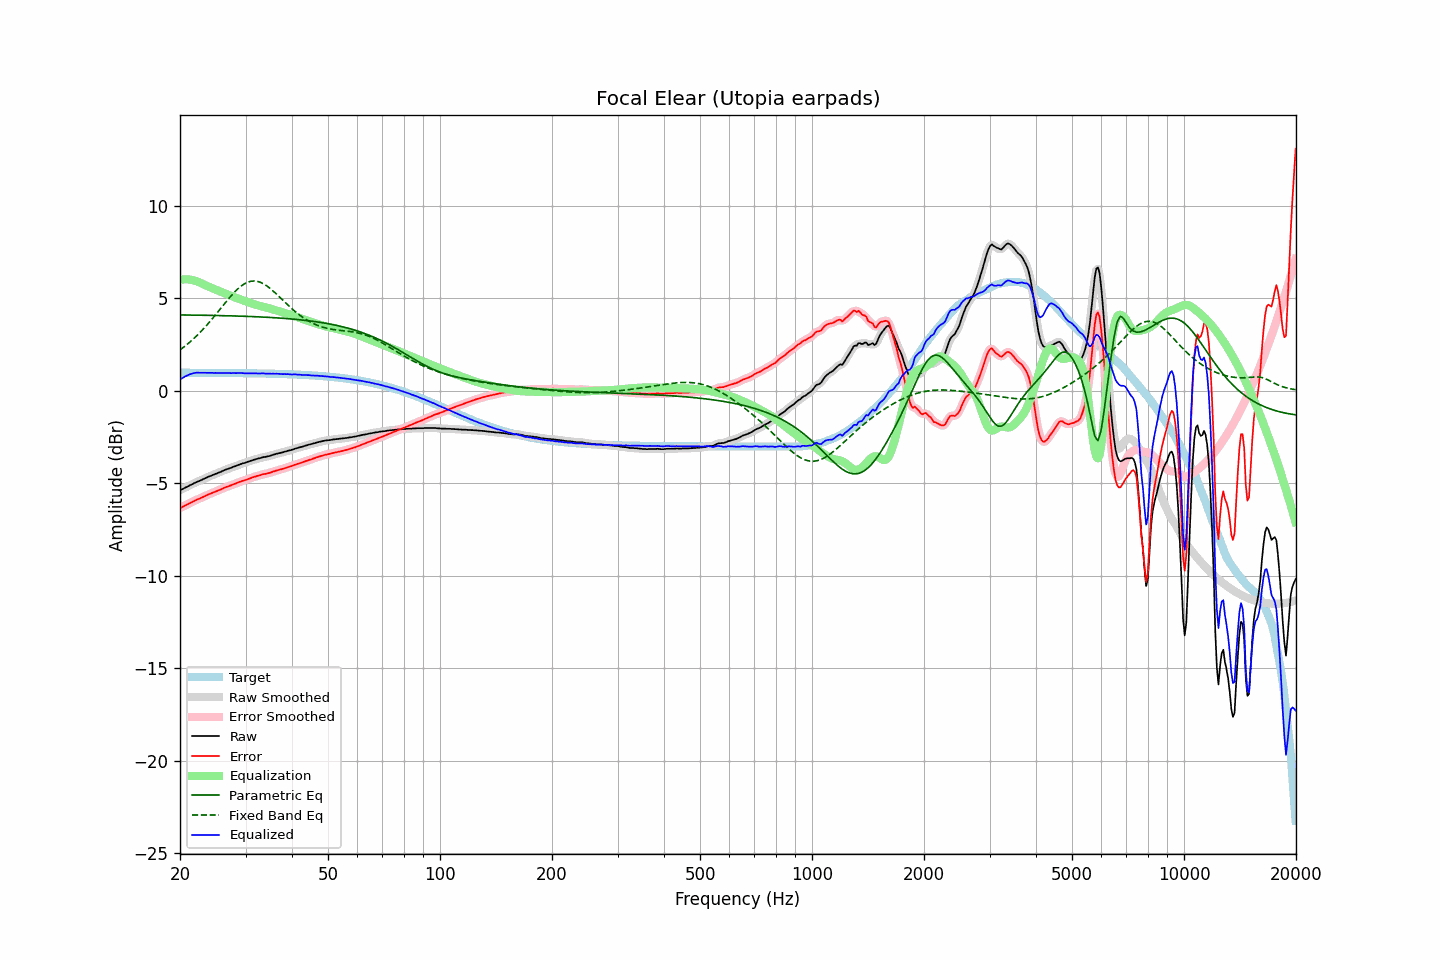 Focal Elear (Utopia earpads)
Amplitude (dBr)
10
5
0
−5
−10
−15
−20
−25
Target
Raw Smoothed
Error Smoothed
Raw
Error
Equalization
Parametric Eq
Fixed Band Eq
Equalized
20 50 100 200 500 1000 2000 5000 10000 20000
Frequency (Hz)